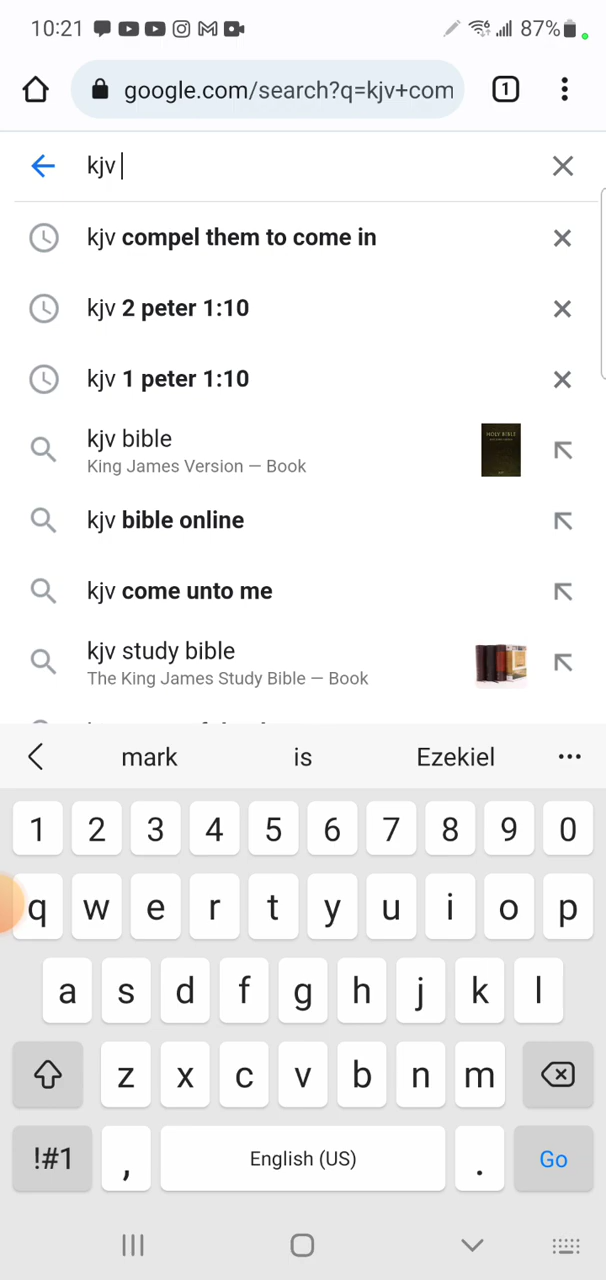 10:21 87%
google.com/search?q=kjv+com 1
kjv
kjv compel them to come in
kjv 2 peter 1:10
kjv 1 peter 1:10
kjv bible
King James Version — Book
HOLY BIBLE
kjv bible online
kjv come unto me
kjv study bible
The King James Study Bible — Book
mark is Ezekiel
1 2 3 4 5 6 7 8 9 0
q w e r t y u i o p
a s d f g h j k l
z x c v b n m
!#1 , English (US) . Go